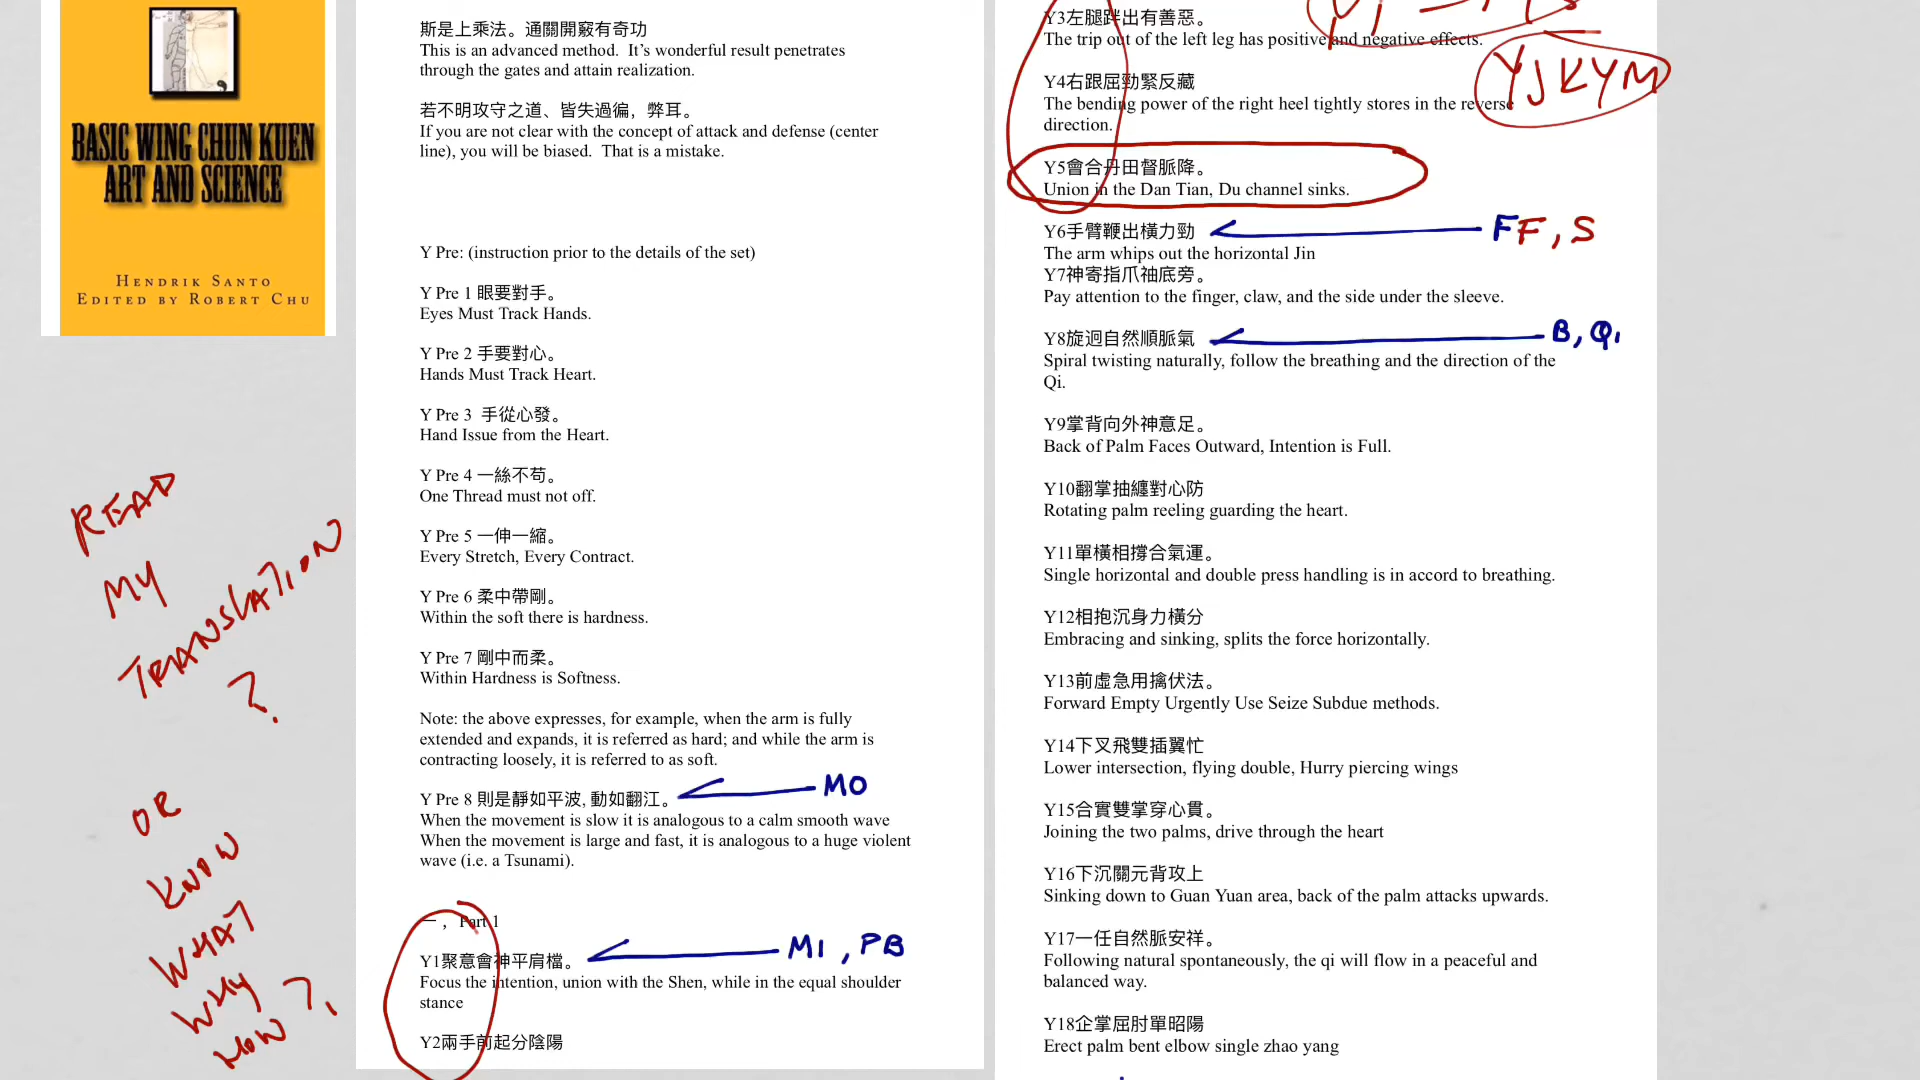 BASIC WING CHUN KUEN
ART AND SCIENCE
HENDRIK SANTO
EDITED BY ROBERT CHU
READ
MY
TRANSLATION
?
OR
KNOW
WHAT
WHY
HOW ?
斯是上乘法。通關開竅有奇功
This is an advanced method.  It’s wonderful result penetrates
through the gates and attain realization.
若不明攻守之道、皆失過偏，弊耳。
If you are not clear with the concept of attack and defense (center
line), you will be biased.  That is a mistake.
Y Pre: (instruction prior to the details of the set)
Y Pre 1 眼要對手。
Eyes Must Track Hands.
Y Pre 2 手要對心。
Hands Must Track Heart.
Y Pre 3  手從心發。
Hand Issue from the Heart.
Y Pre 4 一絲不苟。
One Thread must not off.
Y Pre 5 一伸一縮。
Every Stretch, Every Contract.
Y Pre 6 柔中帶剛。
Within the soft there is hardness.
Y Pre 7 剛中而柔。
Within Hardness is Softness.
Note: the above expresses, for example, when the arm is fully
extended and expands, it is referred as hard; and while the arm is
contracting loosely, it is referred to as soft.
Y Pre 8 則是靜如平波, 動如翻江。 MO
When the movement is slow it is analogous to a calm smooth wave
When the movement is large and fast, it is analogous to a huge violent
wave (i.e. a Tsunami).
一 ,  Part 1
Y1聚意會神平肩檔。 MI , PB
Focus the intention, union with the Shen, while in the equal shoulder
stance
Y2兩手前起分陰陽
Y3左腿跘出有善惡。
The trip out of the left leg has positive and negative effects.
YJKYM
Y4右跟屈勁緊反藏
The bending power of the right heel tightly stores in the reverse
direction.
Y5會合丹田督脈降。
Union in the Dan Tian, Du channel sinks.
Y6手臂鞭出橫力勁 FF , S
The arm whips out the horizontal Jin
Y7神寄指爪袖底旁。
Pay attention to the finger, claw, and the side under the sleeve.
Y8旋迴自然順脈氣 B, Qi
Spiral twisting naturally, follow the breathing and the direction of the
Qi.
Y9掌背向外神意足。
Back of Palm Faces Outward, Intention is Full.
Y10翻掌抽纏對心防
Rotating palm reeling guarding the heart.
Y11單橫相撐合氣運。
Single horizontal and double press handling is in accord to breathing.
Y12相抱沉身力橫分
Embracing and sinking, splits the force horizontally.
Y13前虛急用擒伏法。
Forward Empty Urgently Use Seize Subdue methods.
Y14下叉飛雙插翼忙
Lower intersection, flying double, Hurry piercing wings
Y15合實雙掌穿心貫。
Joining the two palms, drive through the heart
Y16下沉關元背攻上
Sinking down to Guan Yuan area, back of the palm attacks upwards.
Y17一任自然脈安祥。
Following natural spontaneously, the qi will flow in a peaceful and
balanced way.
Y18企掌屈肘單昭陽
Erect palm bent elbow single zhao yang